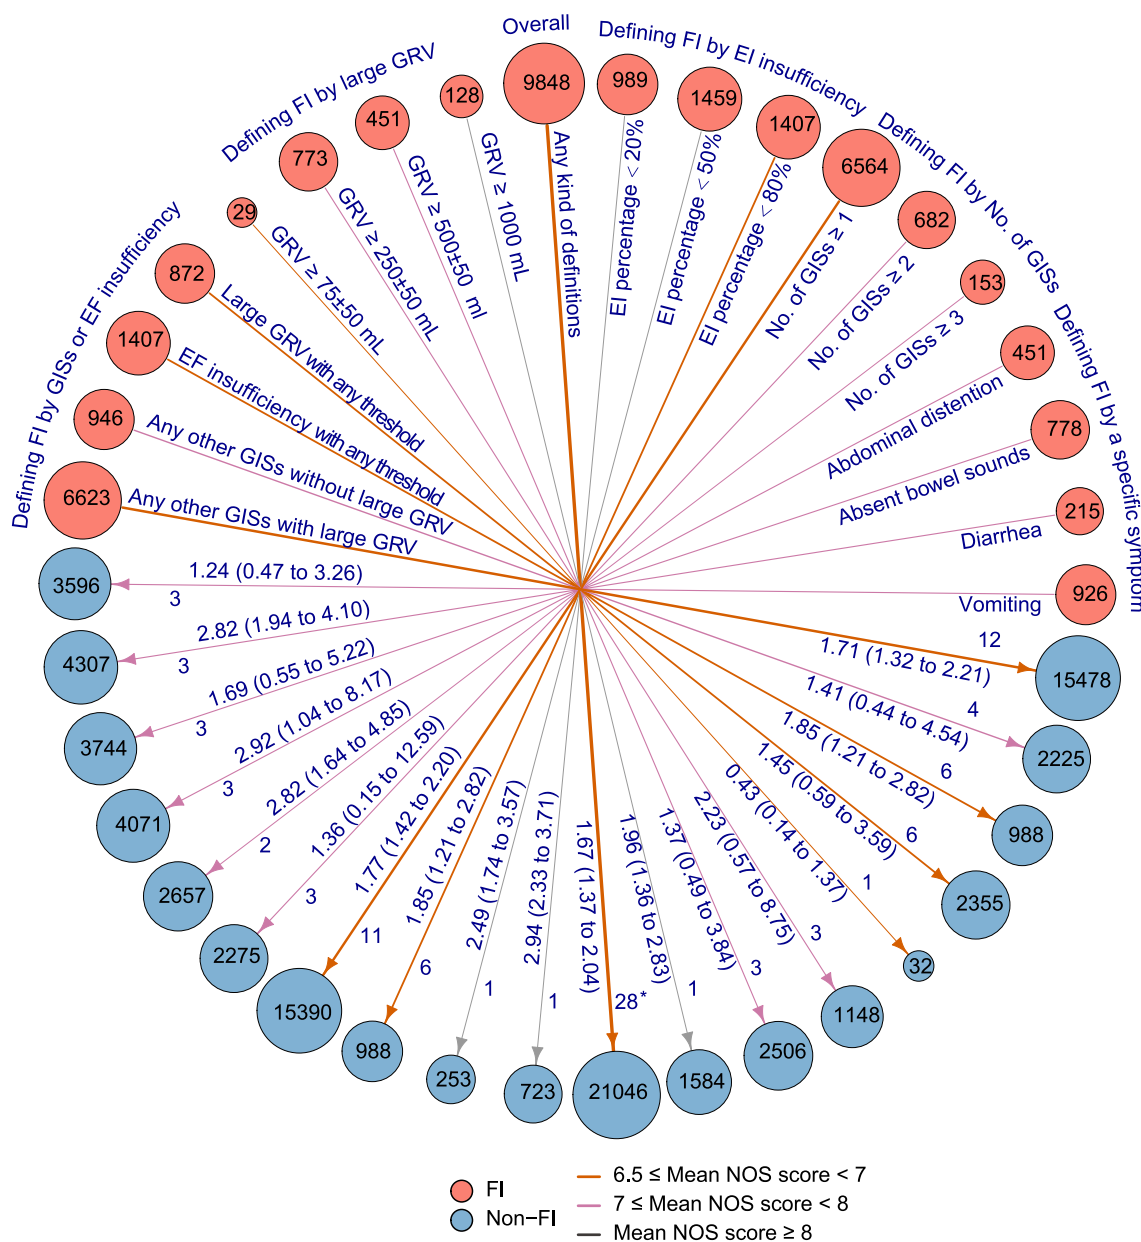 Overall
Defining FI by EI insufficiency
Defining FI by No. of GISs
Defining FI by a specific symptom
Defining FI by large GRV
Defining FI by GISs or EF insufficiency
9848
Any kind of definitions
989
EI percentage < 20%
1459
EI percentage < 50%
1407
EI percentage < 80%
6564
No. of GISs ≥ 1
682
No. of GISs ≥ 2
153
No. of GISs ≥ 3
451
Abdominal distention
778
Absent bowel sounds
215
Diarrhea
926
Vomiting
128
GRV ≥ 1000 mL
451
GRV ≥ 500±50 ml
773
GRV ≥ 250±50 mL
29
GRV ≥ 75±50 mL
872
Large GRV with any threshold
1407
EF insufficiency with any threshold
946
Any other GISs without large GRV
6623
Any other GISs with large GRV
1.24 (0.47 to 3.26)
3
3596
2.82 (1.94 to 4.10)
3
4307
1.69 (0.55 to 5.22)
3
3744
2.92 (1.04 to 8.17)
3
4071
2.82 (1.64 to 4.85)
2
2657
1.36 (0.15 to 12.59)
3
2275
1.77 (1.42 to 2.20)
11
15390
1.85 (1.21 to 2.82)
6
988
2.49 (1.74 to 3.57)
1
253
2.94 (2.33 to 3.71)
1
723
1.67 (1.37 to 2.04)
28*
21046
1.96 (1.36 to 2.83)
1
1584
1.37 (0.49 to 3.84)
3
2506
2.23 (0.57 to 8.75)
3
1148
0.43 (0.14 to 1.37)
1
32
1.45 (0.59 to 3.59)
6
2355
1.85 (1.21 to 2.82)
6
988
1.41 (0.44 to 4.54)
4
2225
1.71 (1.32 to 2.21)
12
15478
FI
Non−FI
6.5 ≤ Mean NOS score < 7
7 ≤ Mean NOS score < 8
Mean NOS score ≥ 8